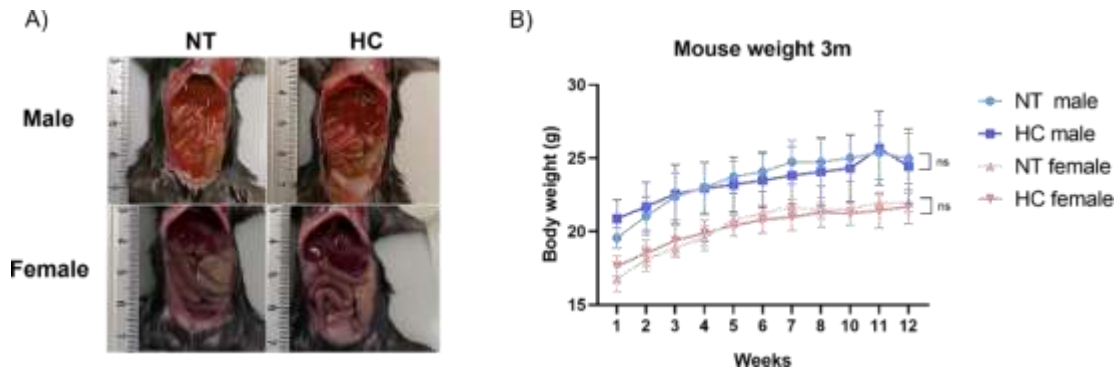 A)
NT HC
Male
Female
B)
Mouse weight 3m
Body weight (g)
30
25
20
15
1 2 3 4 5 6 7 8 10 11 12
Weeks
ns
ns
NT male
HC male
NT female
HC female